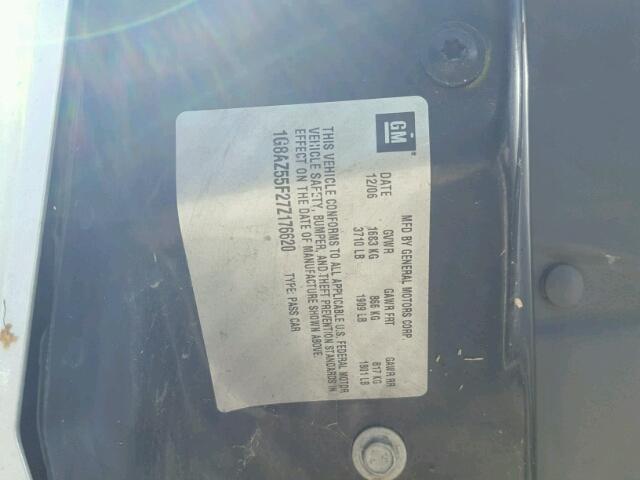 GM
MFD BY GENERAL MOTORS CORP.
DATE GVWR GAWR FRT GAWR RR
12/06 1683 KG 866 KG 817 KG
3710 LB 1909 LB 1801 LB
THIS VEHICLE CONFORMS TO ALL APPLICABLE U.S. FEDERAL MOTOR
VEHICLE SAFETY, BUMPER, AND THEFT PREVENTION STANDARDS IN
EFFECT ON THE DATE OF MANUFACTURE SHOWN ABOVE.
1G8AZ55F27Z176620 TYPE: PASS CAR